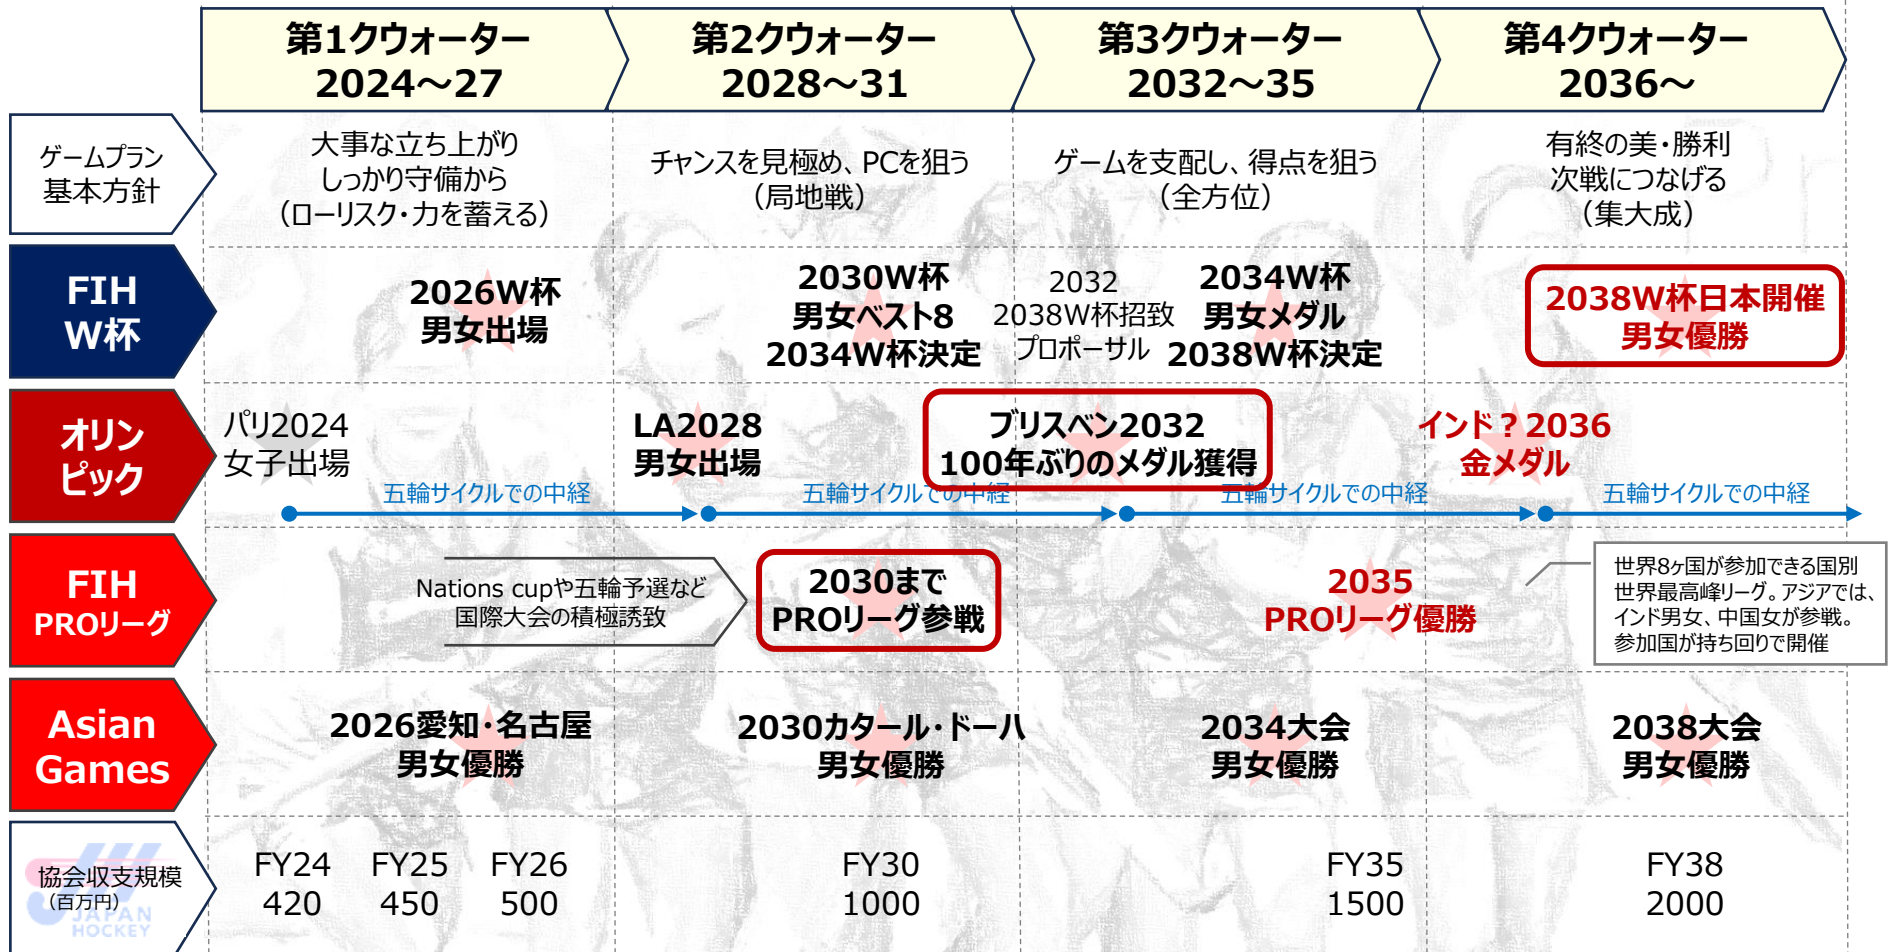 第1クウォーター
2024～27
第2クウォーター
2028～31
第3クウォーター
2032～35
第4クウォーター
2036～
ゲームプラン
基本方針
大事な立ち上がり
しっかり守備から
（ローリスク・力を蓄える）
チャンスを見極め、PCを狙う
（局地戦）
ゲームを支配し、得点を狙う
（全方位）
有終の美・勝利
次戦につなげる
（集大成）
FIH
W杯
2026W杯
男女出場
2030W杯
男女ベスト8
2034W杯決定
2032
2038W杯招致
プロポーサル
2034W杯
男女メダル
2038W杯決定
2038W杯日本開催
男女優勝
オリン
ピック
パリ2024
女子出場
LA2028
男女出場
ブリスベン2032
100年ぶりのメダル獲得
インド？2036
金メダル
五輪サイクルでの中経
五輪サイクルでの中経
五輪サイクルでの中経
五輪サイクルでの中経
FIH
PROリーグ
Nations cupや五輪予選など
国際大会の積極誘致
2030まで
PROリーグ参戦
2035
PROリーグ優勝
世界8ヶ国が参加できる国別
世界最高峰リーグ。アジアでは、
インド男女、中国女が参戦。
参加国が持ち回りで開催
Asian
Games
2026愛知・名古屋
男女優勝
2030カタール・ドーハ
男女優勝
2034大会
男女優勝
2038大会
男女優勝
協会収支規模
（百万円）
JAPAN
HOCKEY
FY24
420
FY25
450
FY26
500
FY30
1000
FY35
1500
FY38
2000